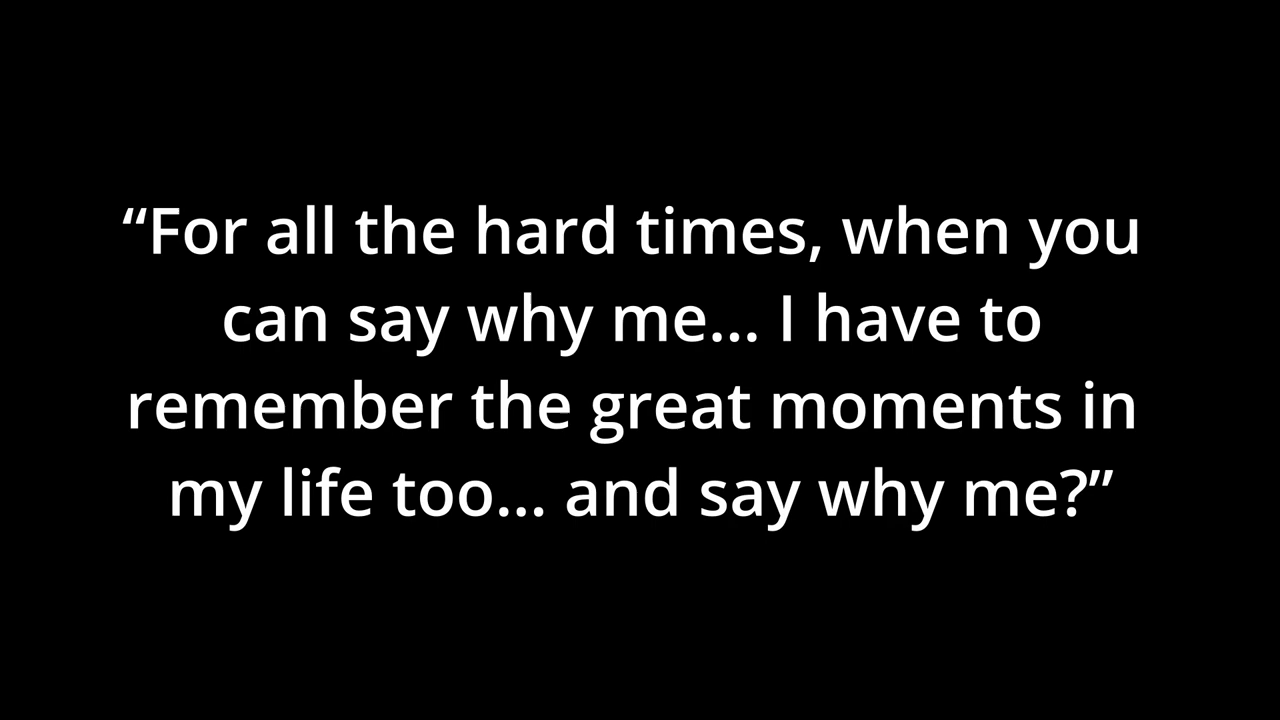 “For all the hard times, when you
can say why me... I have to
remember the great moments in
my life too... and say why me?”